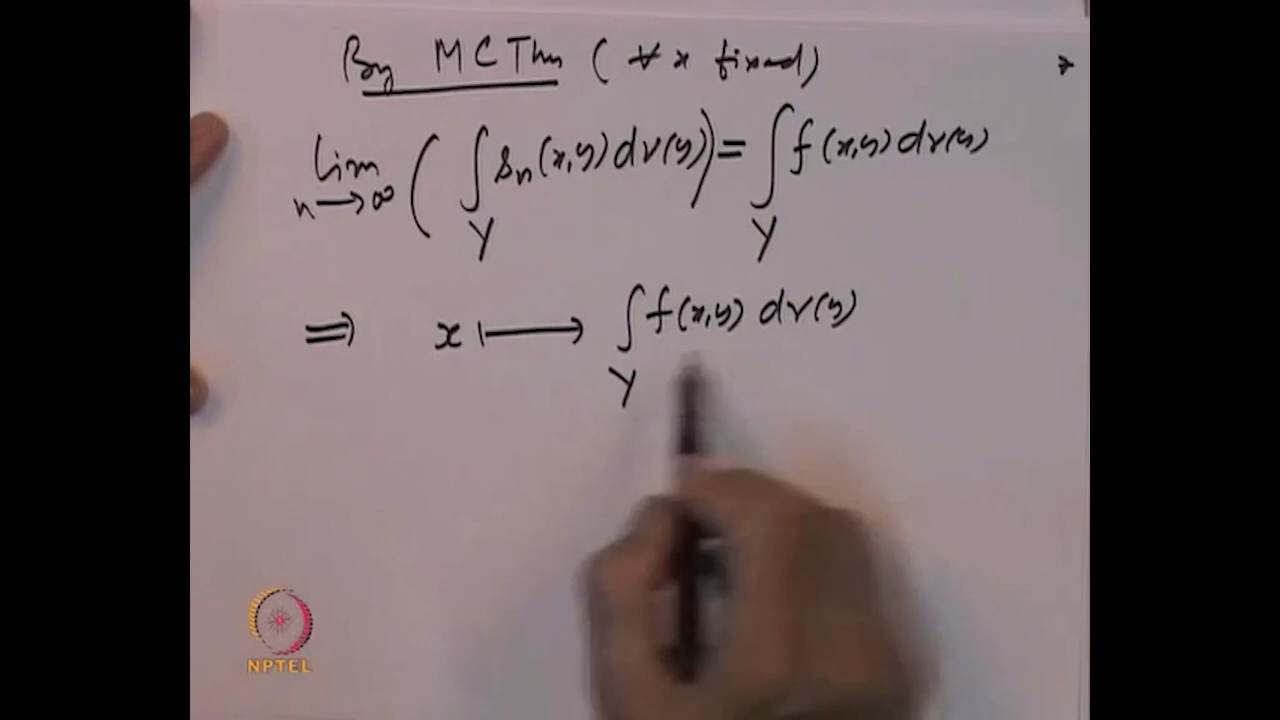 By MCThm (∀ x fixed)
lim n→∞ ( ∫_Y s_n(x,y) dν(y) ) = ∫_Y f(x,y) dν(y)
⇒ x ↦ ∫_Y f(x,y) dν(y)
NPTEL